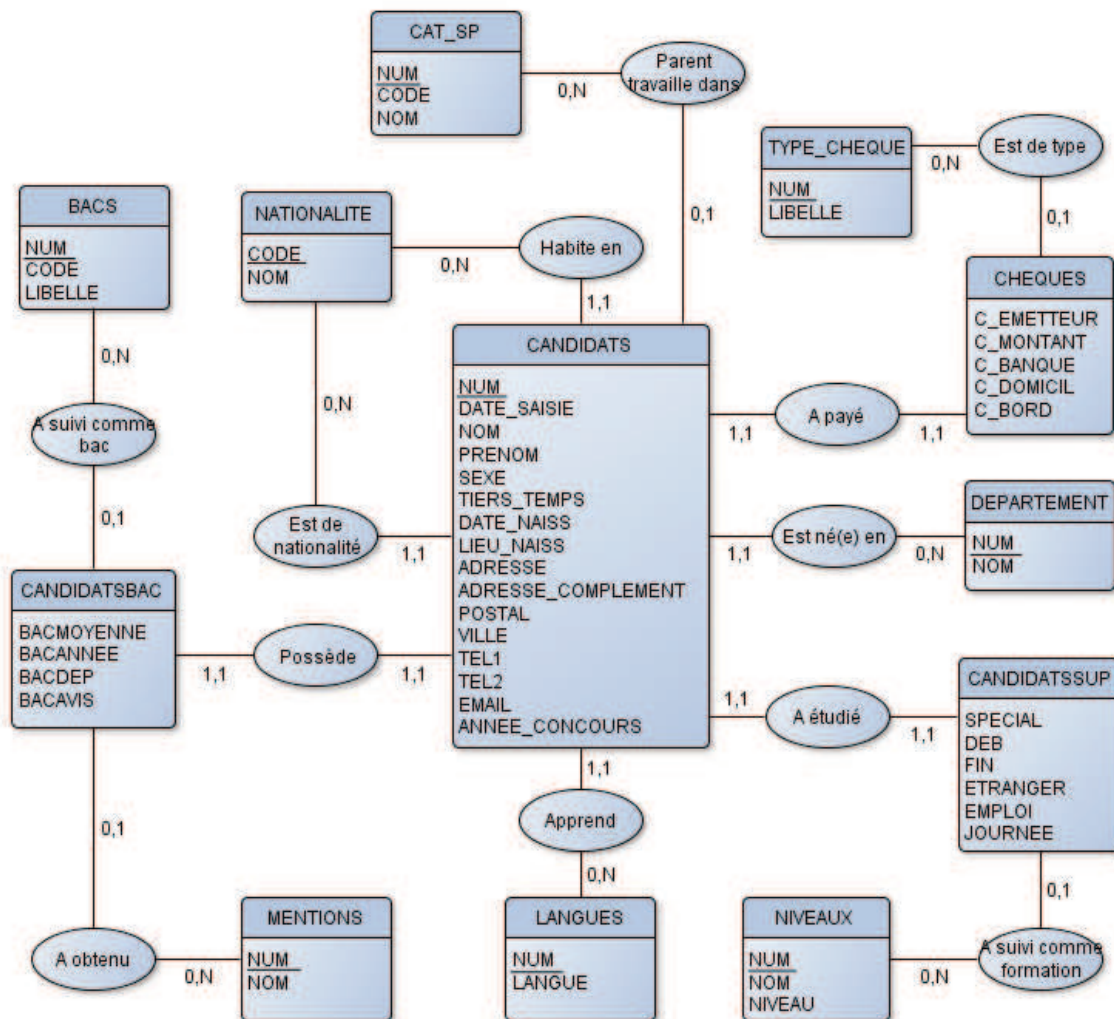 CAT_SP
NUM
CODE
NOM
0,N
Parent
travaille dans
0,1
TYPE_CHEQUE
NUM
LIBELLE
0,N
Est de type
0,1
BACS
NUM
CODE
LIBELLE
0,N
NATIONALITE
CODE
NOM
0,N
Habite en
1,1
0,N
CHEQUES
C_EMETTEUR
C_MONTANT
C_BANQUE
C_DOMICIL
C_BORD
A suivi comme
bac
0,1
CANDIDATS
NUM
DATE_SAISIE
NOM
PRENOM
SEXE
TIERS_TEMPS
DATE_NAISS
LIEU_NAISS
ADRESSE
ADRESSE_COMPLEMENT
POSTAL
VILLE
TEL1
TEL2
EMAIL
ANNEE_CONCOURS
1,1
A payé
1,1
Est de
nationalité
1,1
1,1
Est né(e) en
0,N
DEPARTEMENT
NUM
NOM
CANDIDATSBAC
BACMOYENNE
BACANNEE
BACDEP
BACAVIS
1,1
Possède
1,1
1,1
A étudié
1,1
CANDIDATSSUP
SPECIAL
DEB
FIN
ETRANGER
EMPLOI
JOURNEE
0,1
1,1
Apprend
0,N
0,1
A obtenu
0,N
MENTIONS
NUM
NOM
LANGUES
NUM
LANGUE
NIVEAUX
NUM
NOM
NIVEAU
0,N
A suivi comme
formation